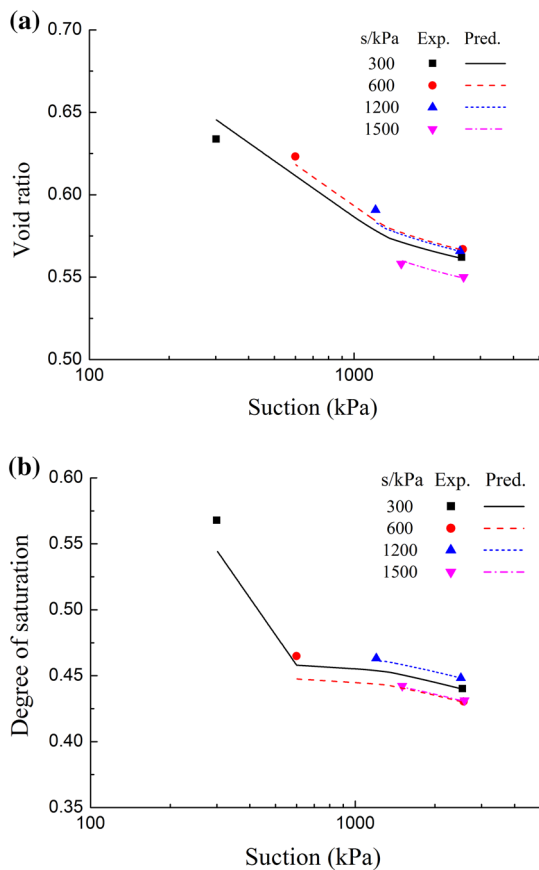 (a)
0.70
0.65
0.60
0.55
0.50
Void ratio
s/kPa Exp. Pred.
300
600
1200
1500
100 1000
Suction (kPa)
(b)
0.60
0.55
0.50
0.45
0.40
0.35
Degree of saturation
s/kPa Exp. Pred.
300
600
1200
1500
100 1000
Suction (kPa)